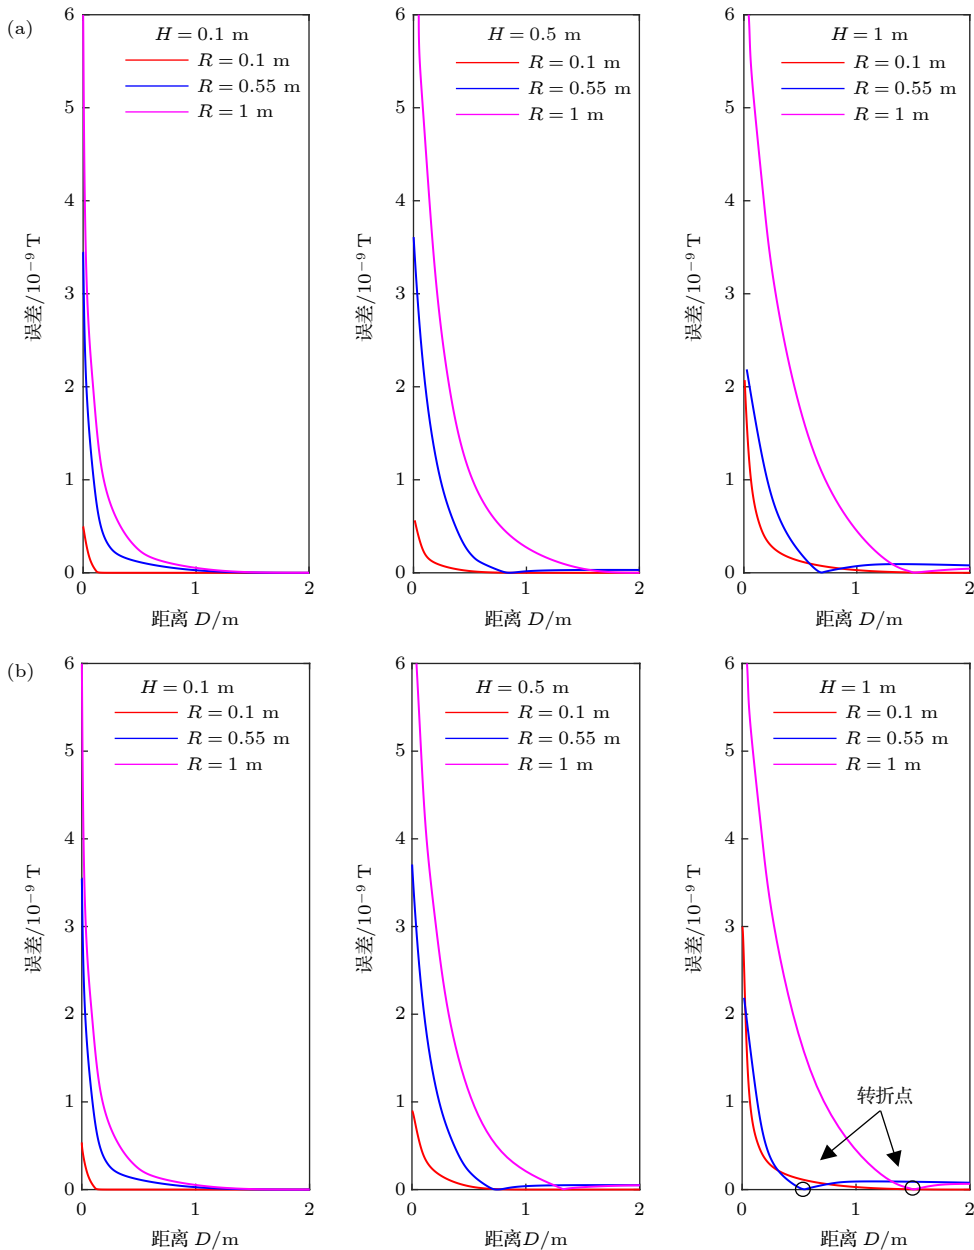 (a)
6
5
4
3
2
1
0
误差/10⁻⁹ T
H = 0.1 m
R = 0.1 m
R = 0.55 m
R = 1 m
0 1 2
距离 D/m
6
5
4
3
2
1
0
误差/10⁻⁹ T
H = 0.5 m
R = 0.1 m
R = 0.55 m
R = 1 m
0 1 2
距离 D/m
6
5
4
3
2
1
0
误差/10⁻⁹ T
H = 1 m
R = 0.1 m
R = 0.55 m
R = 1 m
0 1 2
距离 D/m
(b)
6
5
4
3
2
1
0
误差/10⁻⁹ T
H = 0.1 m
R = 0.1 m
R = 0.55 m
R = 1 m
0 1 2
距离 D/m
6
5
4
3
2
1
0
误差/10⁻⁹ T
H = 0.5 m
R = 0.1 m
R = 0.55 m
R = 1 m
0 1 2
距离D/m
6
5
4
3
2
1
0
误差/10⁻⁹ T
H = 1 m
R = 0.1 m
R = 0.55 m
R = 1 m
转折点
0 1 2
距离 D/m